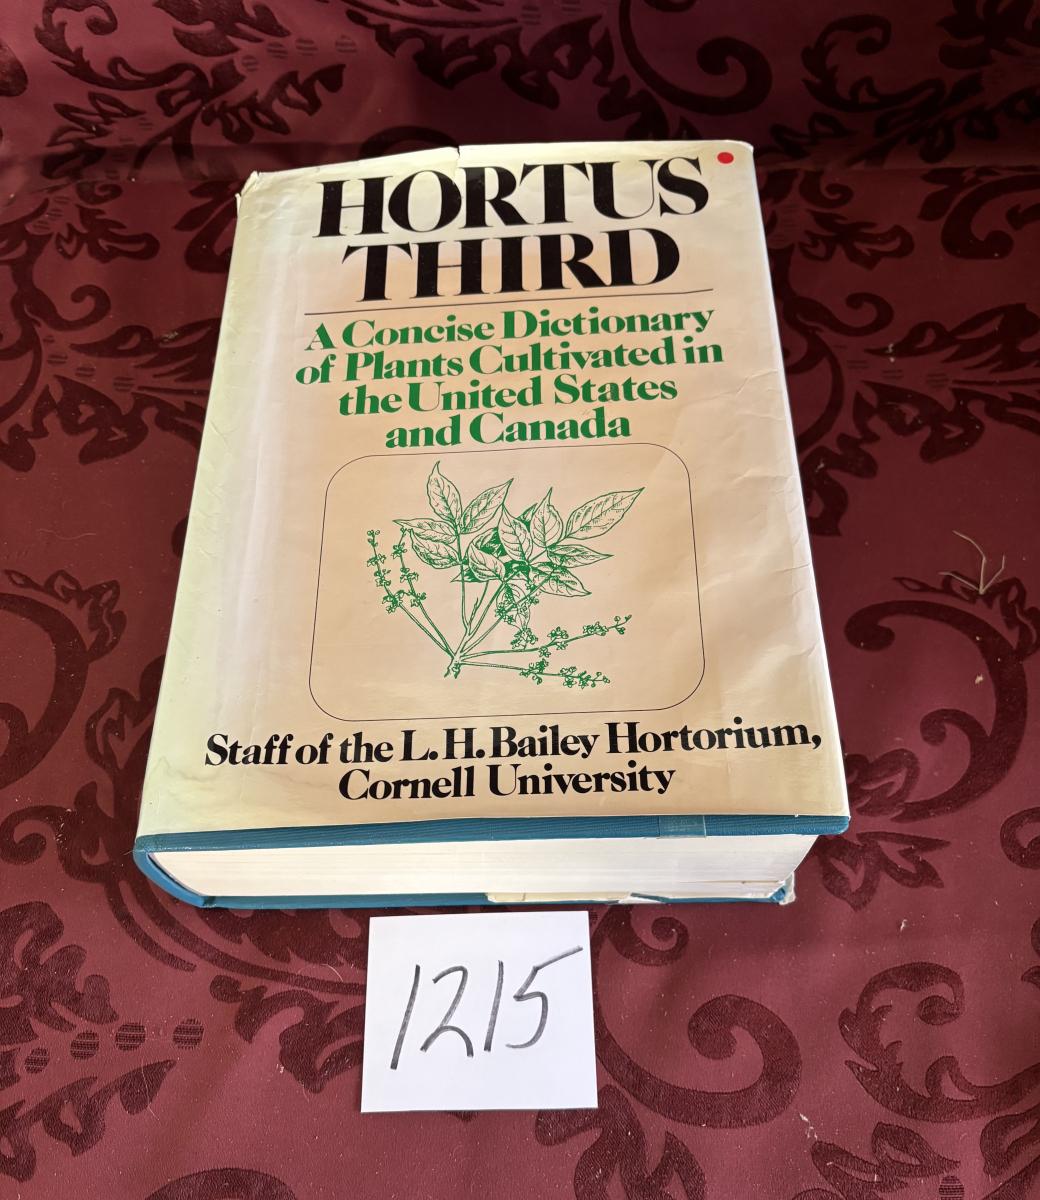 HORTUS
THIRD
A Concise Dictionary
of Plants Cultivated in
the United States
and Canada
Staff of the L. H. Bailey Hortorium,
Cornell University
1215